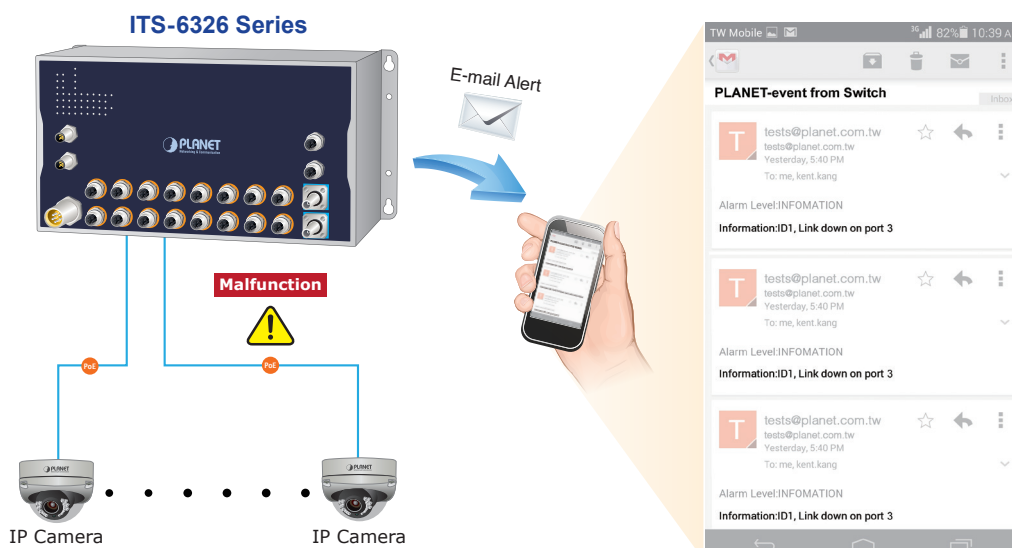 ITS-6326 Series
PLANET
Networking & Communication
E-mail Alert
Malfunction
PoE
PoE
PLANET
PLANET
IP Camera
IP Camera
TW Mobile
3G 82% 10:39 A
PLANET-event from Switch
Inbox
T
tests@planet.com.tw
tests@planet.com.tw
Yesterday, 5:40 PM
To: me, kent.kang
Alarm Level:INFOMATION
Information:ID1, Link down on port 3
T
tests@planet.com.tw
tests@planet.com.tw
Yesterday, 5:40 PM
To: me, kent.kang
Alarm Level:INFOMATION
Information:ID1, Link down on port 3
T
tests@planet.com.tw
tests@planet.com.tw
Yesterday, 5:40 PM
To: me, kent.kang
Alarm Level:INFOMATION
Information:ID1, Link down on port 3